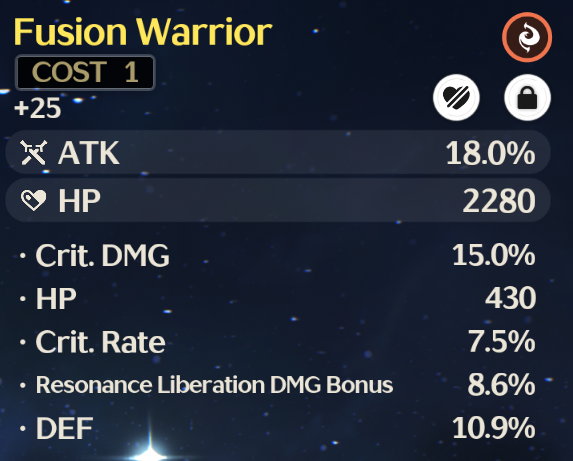 Fusion Warrior
COST 1
+25
ATK 18.0%
HP 2280
· Crit. DMG 15.0%
· HP 430
· Crit. Rate 7.5%
· Resonance Liberation DMG Bonus 8.6%
· DEF 10.9%